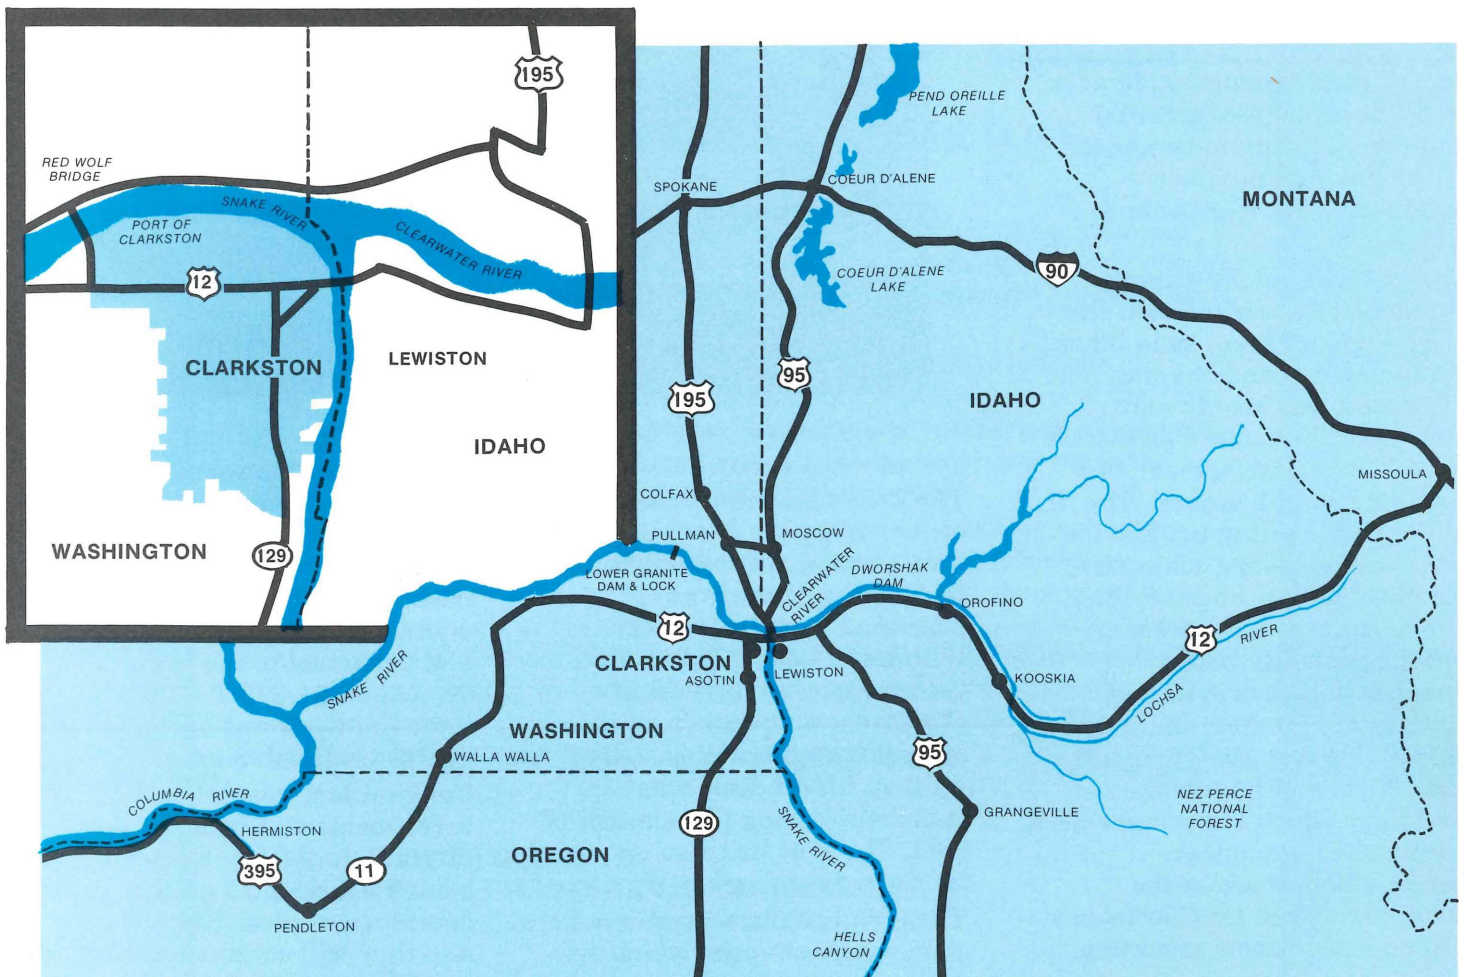 195
RED WOLF
BRIDGE
SNAKE RIVER
PORT OF
CLARKSTON
CLEARWATER RIVER
12
CLARKSTON
LEWISTON
IDAHO
WASHINGTON
129
PEND OREILLE
LAKE
SPOKANE
COEUR D'ALENE
MONTANA
COEUR D'ALENE
LAKE
90
195
95
IDAHO
MISSOULA
COLFAX
PULLMAN
MOSCOW
LOWER GRANITE
DAM & LOCK
CLEARWATER
RIVER
DWORSHAK
DAM
OROFINO
12
12
RIVER
LOCHSA
SNAKE RIVER
CLARKSTON
ASOTIN
LEWISTON
KOOSKIA
WASHINGTON
WALLA WALLA
95
COLUMBIA RIVER
HERMISTON
129
SNAKE RIVER
GRANGEVILLE
NEZ PERCE
NATIONAL
FOREST
OREGON
395
11
PENDLETON
HELLS
CANYON